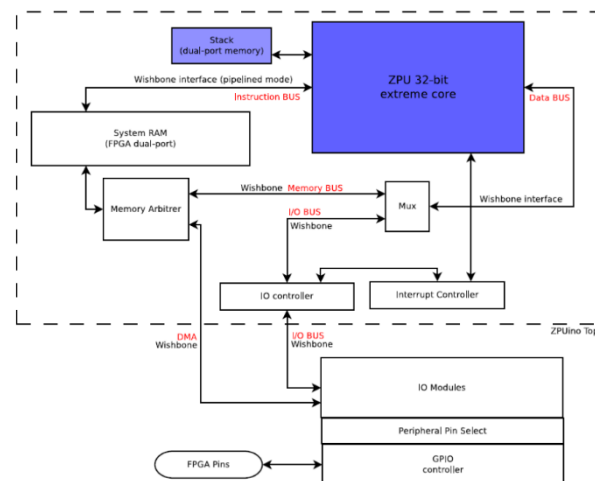 Stack
(dual-port memory)
ZPU 32-bit
extreme core
Wishbone interface (pipelined mode)
Instruction BUS
Data BUS
System RAM
(FPGA dual-port)
Wishbone Memory BUS
Memory Arbitrer
Mux
Wishbone interface
I/O BUS
Wishbone
IO controller
Interrupt Controller
ZPUino Top
DMA
Wishbone
I/O BUS
Wishbone
IO Modules
Peripheral Pin Select
FPGA Pins
GPIO
controller